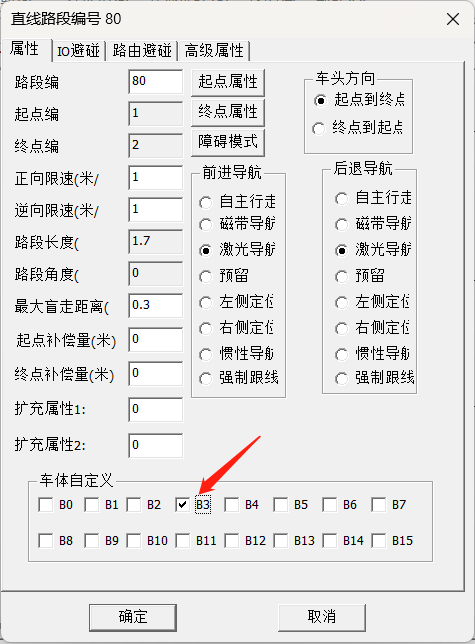 直线路段编号 80
属性 IO避碰 路由避碰 高级属性
路段编 80 起点属性
起点编 1 终点属性
终点编 2 障碍模式
正向限速(米/ 1
逆向限速(米/ 1
路段长度( 1.7
路段角度( 0
最大盲走距离( 0.3
起点补偿量(米) 0
终点补偿量(米) 0
扩充属性1: 0
扩充属性2: 0
车头方向
起点到终点
终点到起点
前进导航
自主行走
磁带导航
激光导航
预留
左侧定位
右侧定位
惯性导航
强制跟线
后退导航
自主行走
磁带导航
激光导航
预留
左侧定位
右侧定位
惯性导航
强制跟线
车体自定义
B0 B1 B2 B3 B4 B5 B6 B7
B8 B9 B10 B11 B12 B13 B14 B15
确定 取消